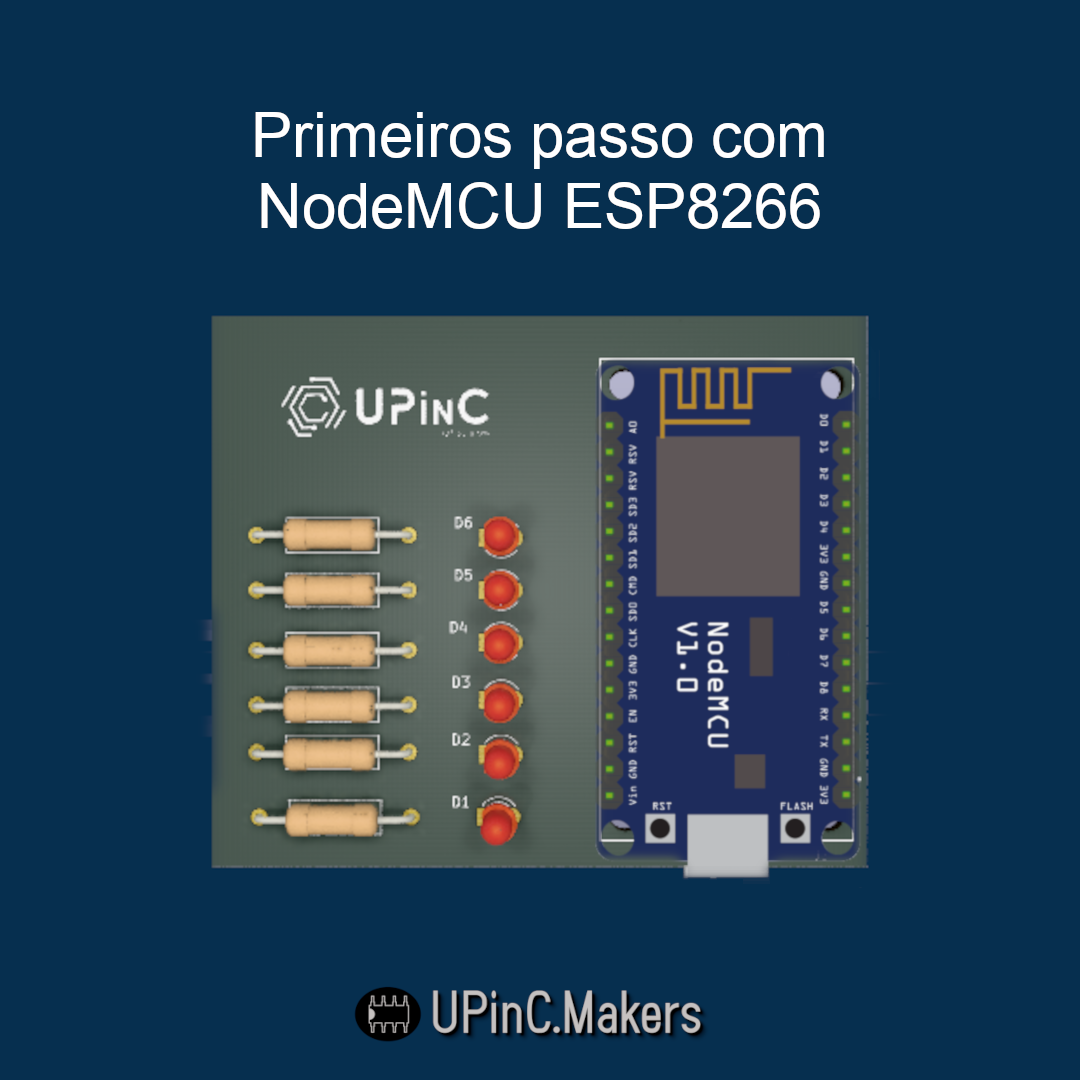 Primeiros passo com
NodeMCU ESP8266
UPinC
D6
D5
D4
D3
D2
D1
A0
RSV
RSV
SD3
SD2
SD1
CMD
SD0
CLK
GND
3V3
EN
RST
GND
Vin
D0
D1
D2
D3
D4
3V3
GND
D5
D6
D7
D8
RX
TX
GND
3V3
NodeMCU
V1.0
RST
FLASH
UPinC.Makers